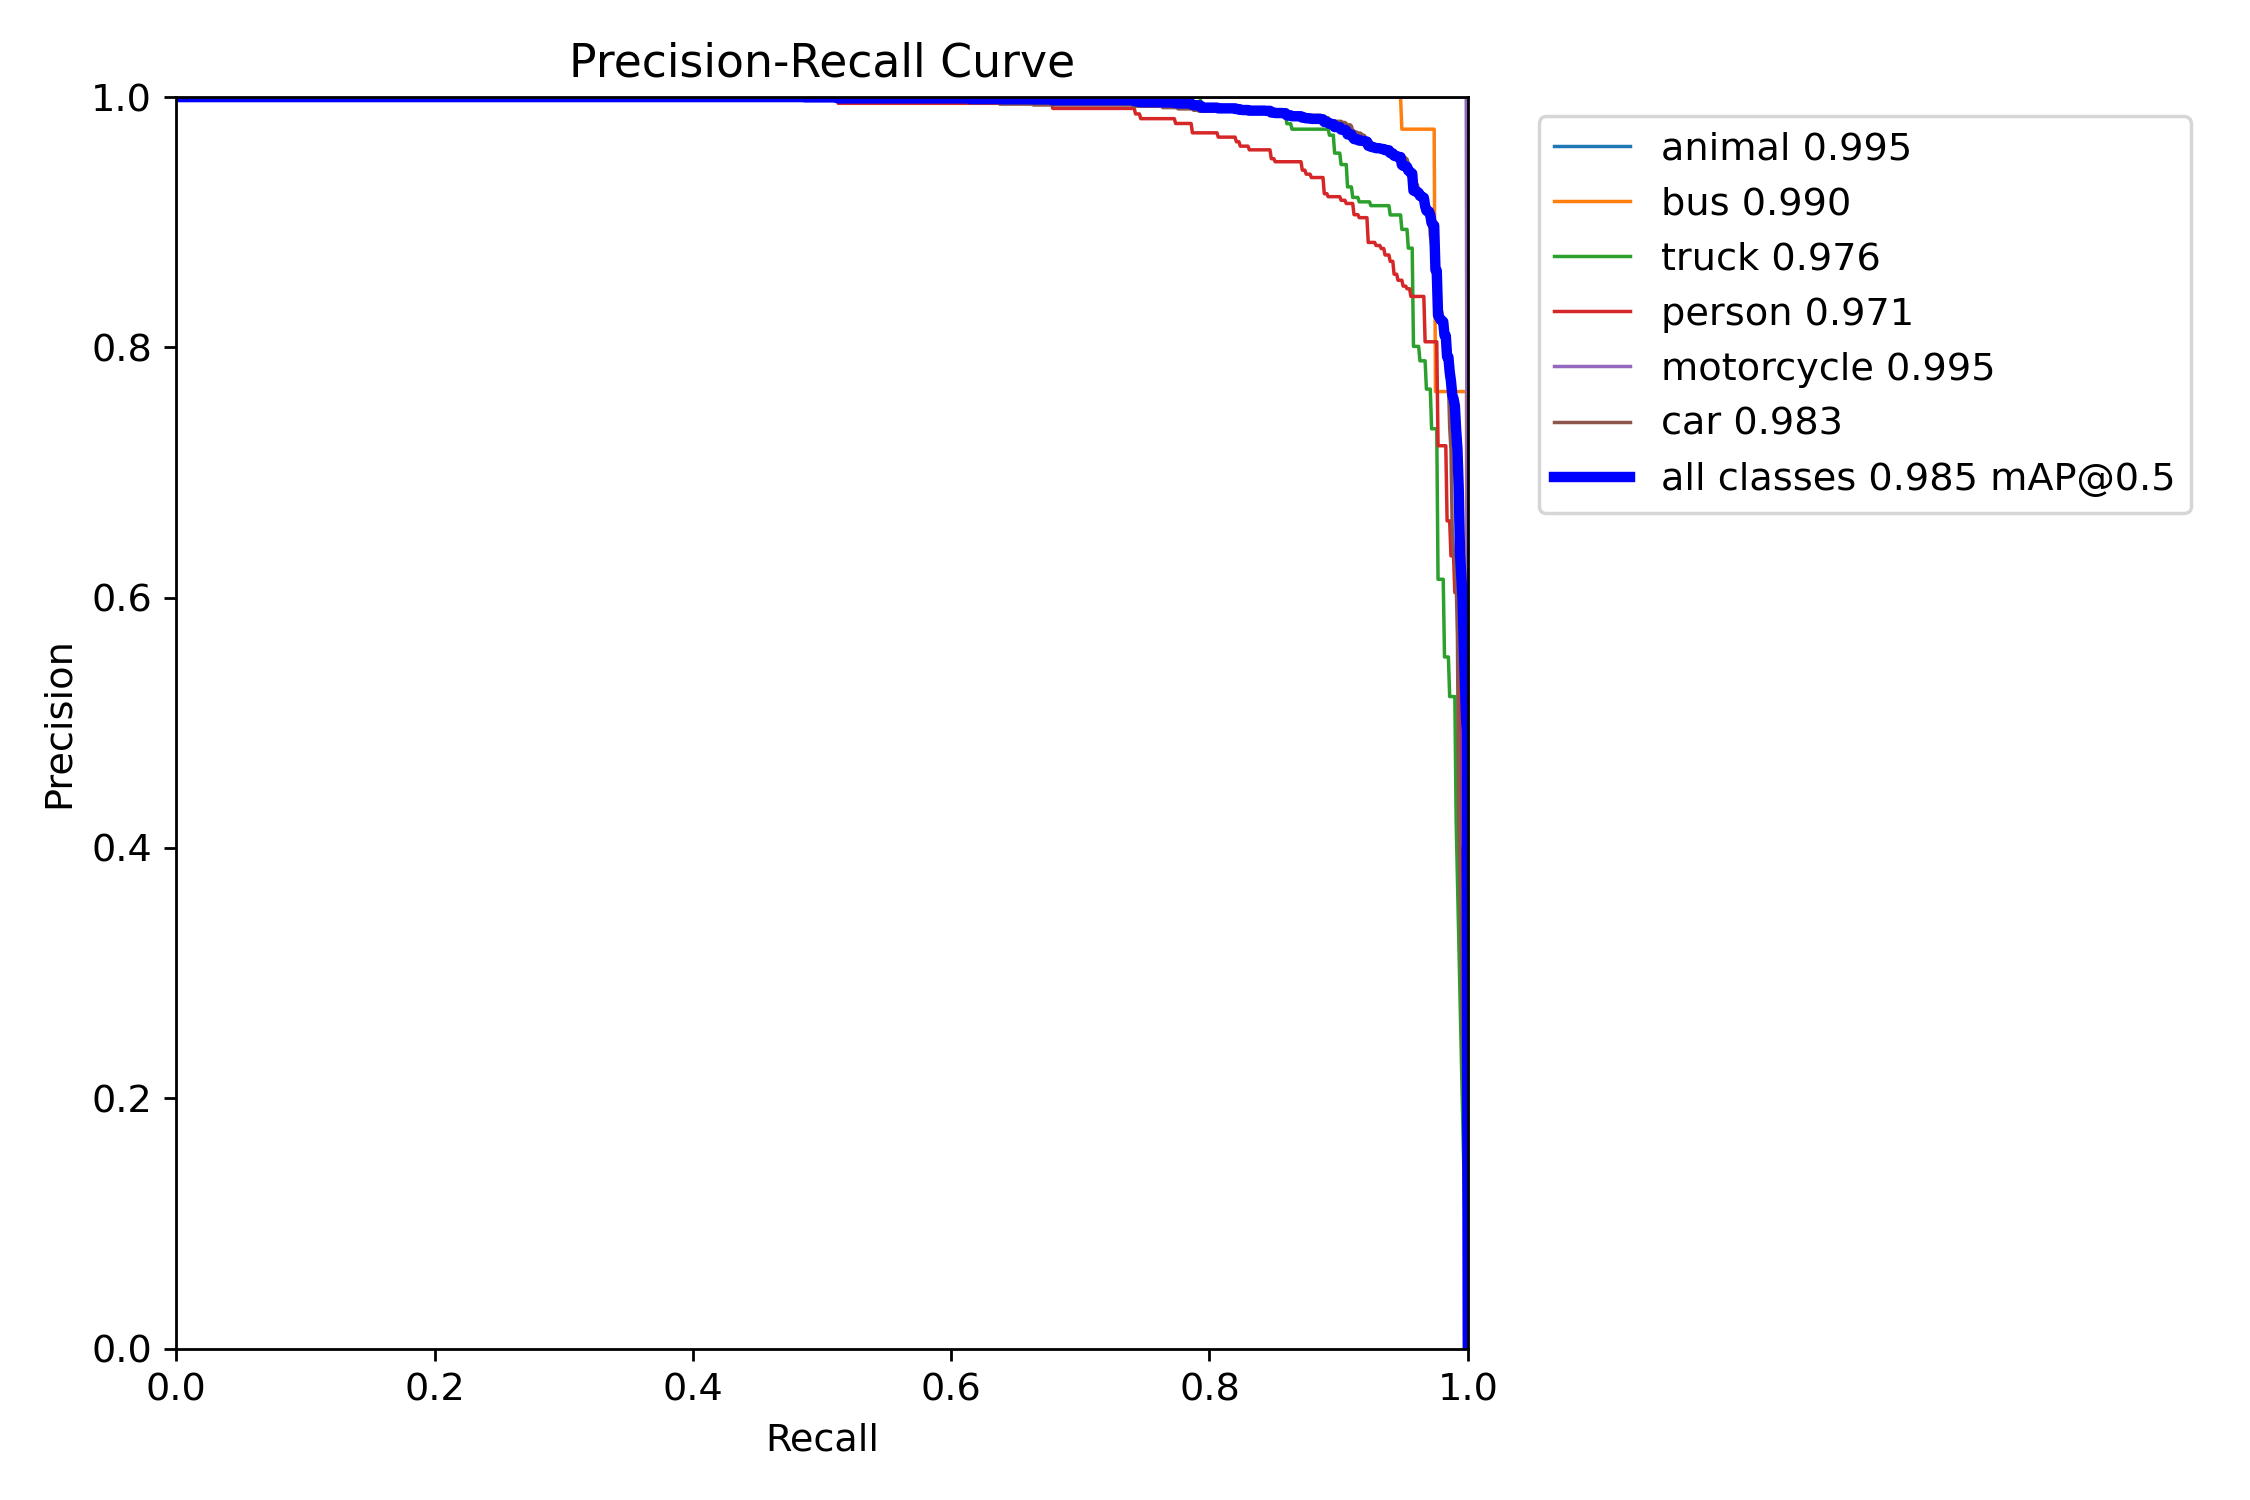 Precision-Recall Curve
1.0
0.8
0.6
0.4
0.2
0.0
Precision
0.0 0.2 0.4 0.6 0.8 1.0
Recall
animal 0.995
bus 0.990
truck 0.976
person 0.971
motorcycle 0.995
car 0.983
all classes 0.985 mAP@0.5